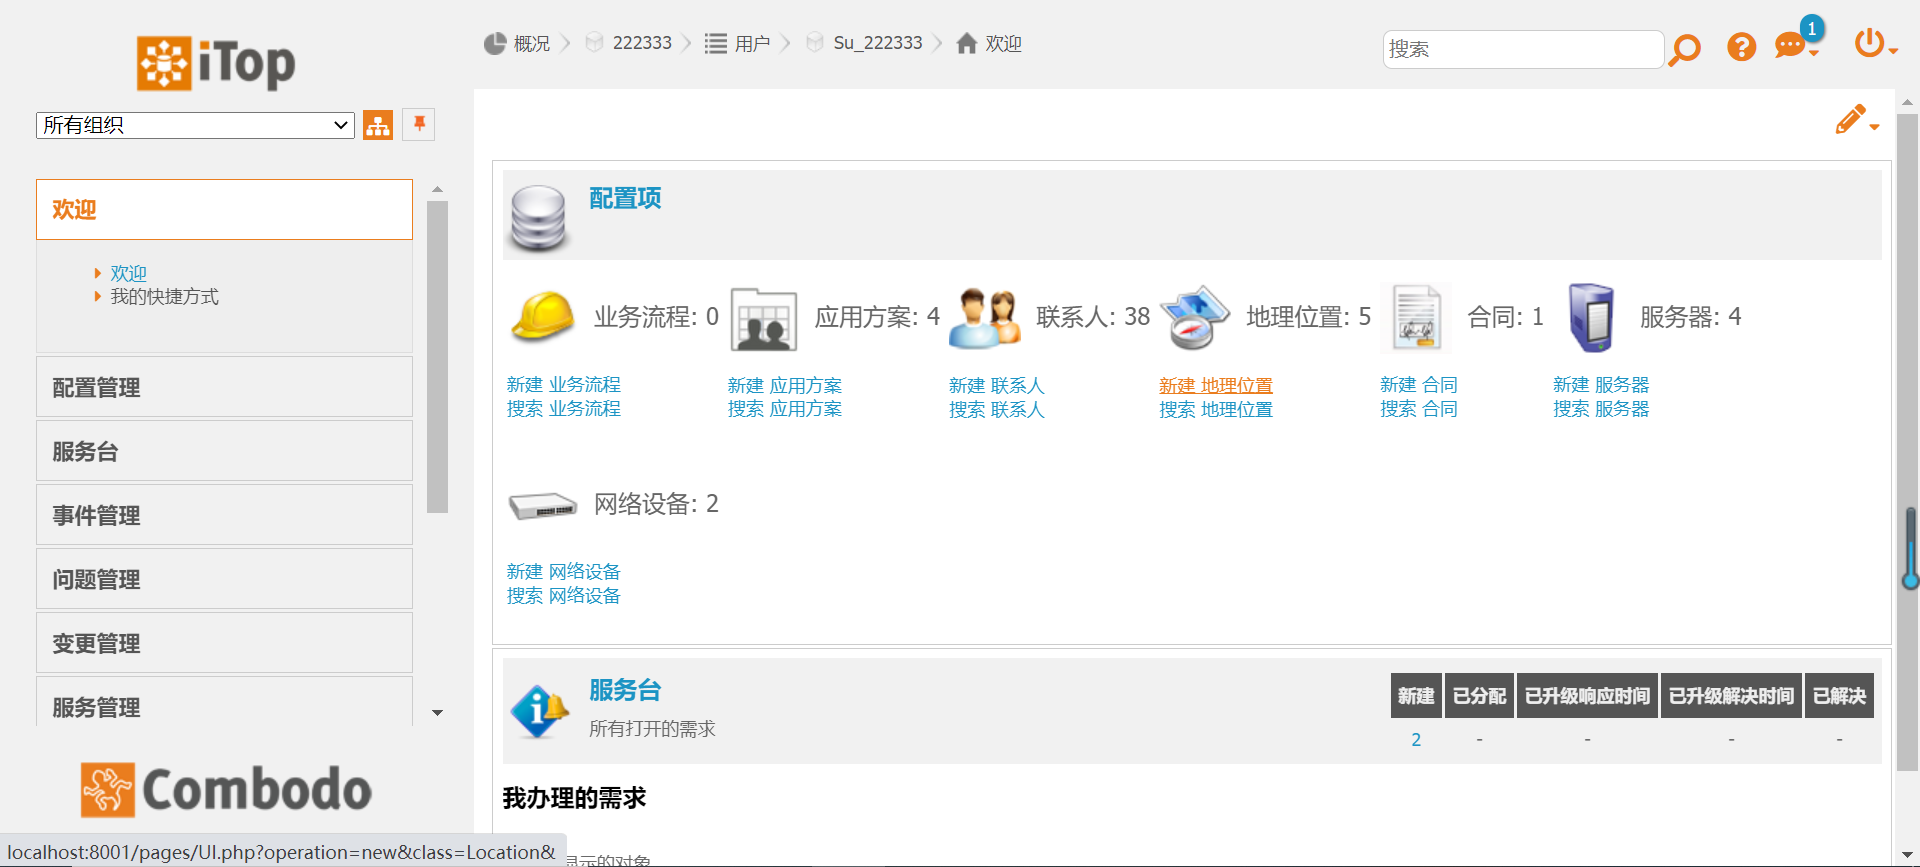 iTop
所有组织
欢迎
欢迎
我的快捷方式
配置管理
服务台
事件管理
问题管理
变更管理
服务管理
Combodo
localhost:8001/pages/UI.php?operation=new&class=Location&
概况 222333 用户 Su_222333 欢迎
搜索
1
配置项
业务流程: 0
新建 业务流程
搜索 业务流程
应用方案: 4
新建 应用方案
搜索 应用方案
联系人: 38
新建 联系人
搜索 联系人
地理位置: 5
新建 地理位置
搜索 地理位置
合同: 1
新建 合同
搜索 合同
服务器: 4
新建 服务器
搜索 服务器
网络设备: 2
新建 网络设备
搜索 网络设备
服务台
所有打开的需求
新建 已分配 已升级响应时间 已升级解决时间 已解决
2 - - - -
我办理的需求
显示的对象